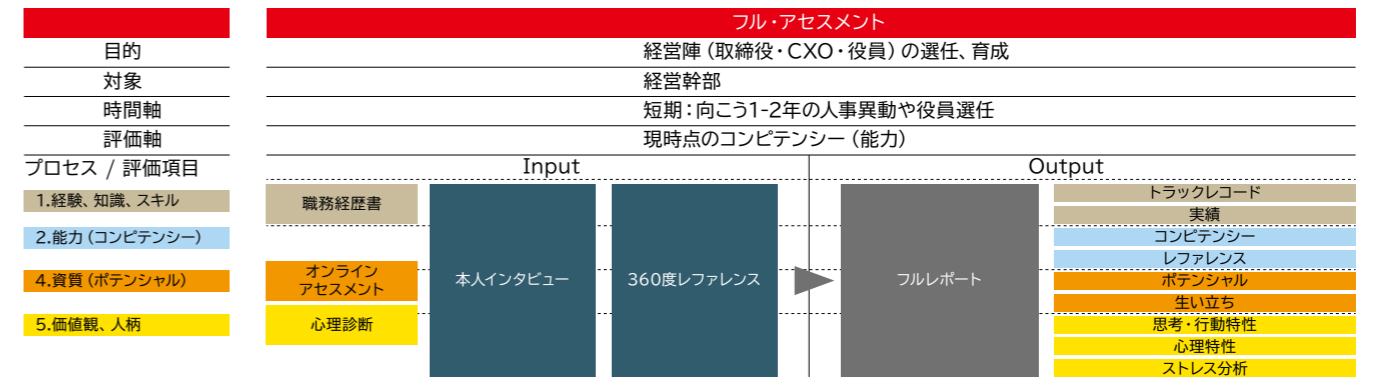 フル・アセスメント
目的
経営陣（取締役・CXO・役員）の選任、育成
対象
経営幹部
時間軸
短期：向こう1-2年の人事異動や役員選任
評価軸
現時点のコンピテンシー（能力）
プロセス / 評価項目
Input
Output
1.経験、知識、スキル
2.能力（コンピテンシー）
4.資質（ポテンシャル）
5.価値観、人柄
職務経歴書
オンライン
アセスメント
心理診断
本人インタビュー
360度レファレンス
フルレポート
トラックレコード
実績
コンピテンシー
レファレンス
ポテンシャル
生い立ち
思考・行動特性
心理特性
ストレス分析